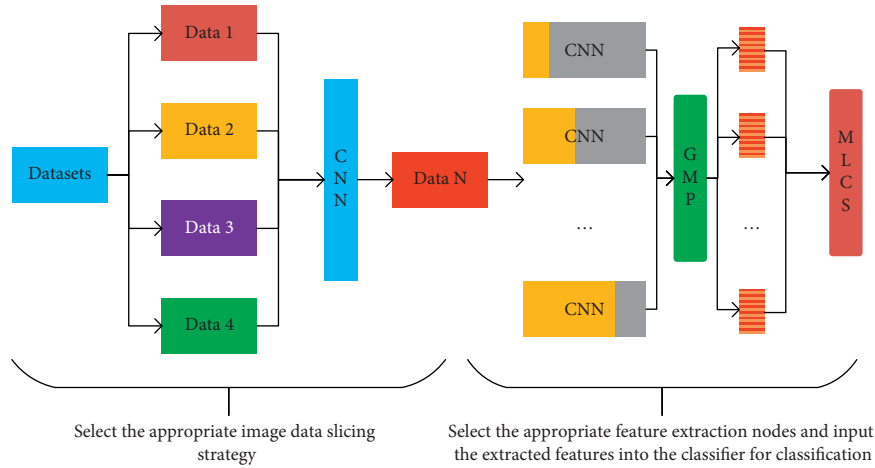 Datasets
Data 1
Data 2
Data 3
Data 4
C
N
N
Data N
CNN
CNN
...
CNN
G
M
P
...
M
L
C
S
Select the appropriate image data slicing
strategy
Select the appropriate feature extraction nodes and input
the extracted features into the classifier for classification